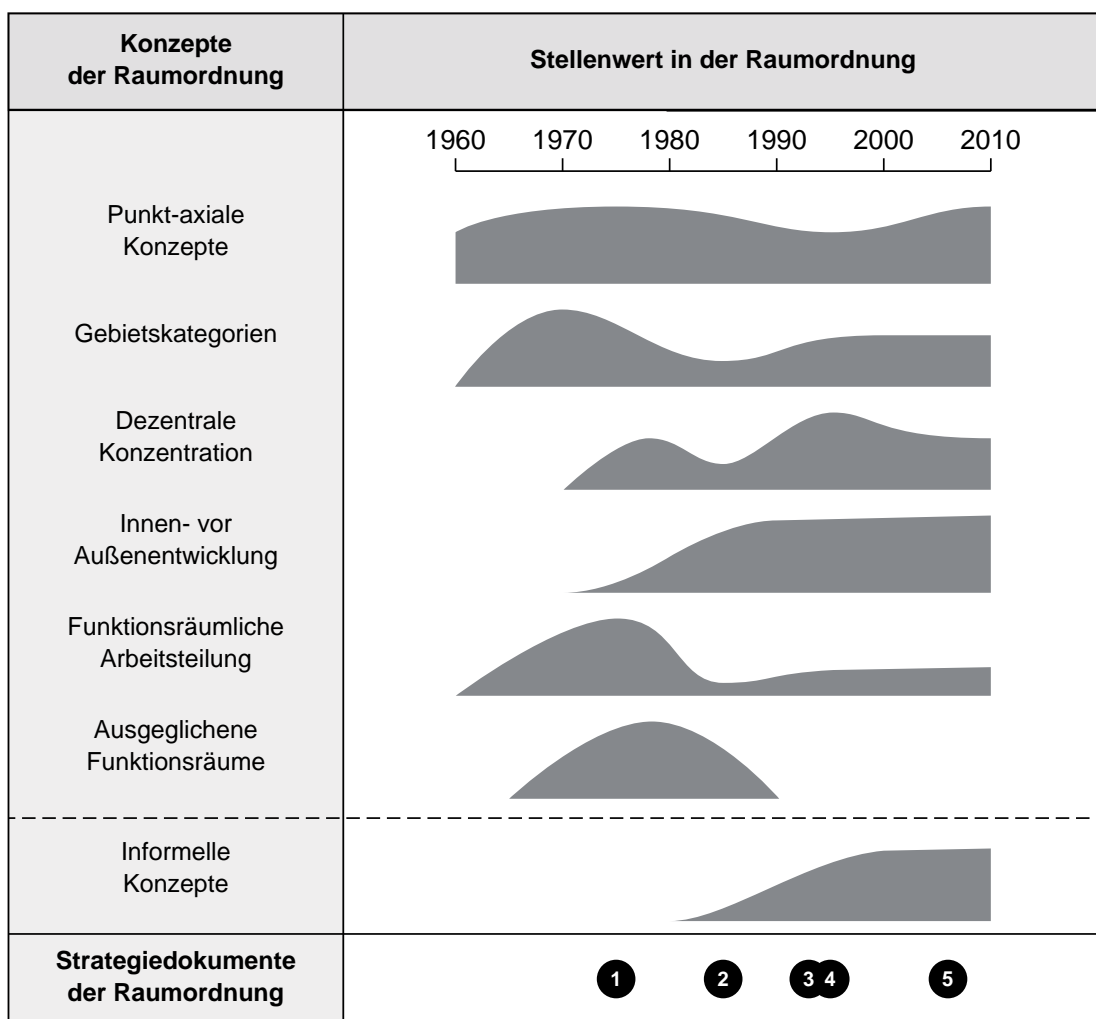 Konzepte
der Raumordnung
Stellenwert in der Raumordnung
1960 1970 1980 1990 2000 2010
Punkt-axiale
Konzepte
Gebietskategorien
Dezentrale
Konzentration
Innen- vor
Außenentwicklung
Funktionsräumliche
Arbeitsteilung
Ausgeglichene
Funktionsräume
Informelle
Konzepte
Strategiedokumente
der Raumordnung
1 2 3 4 5